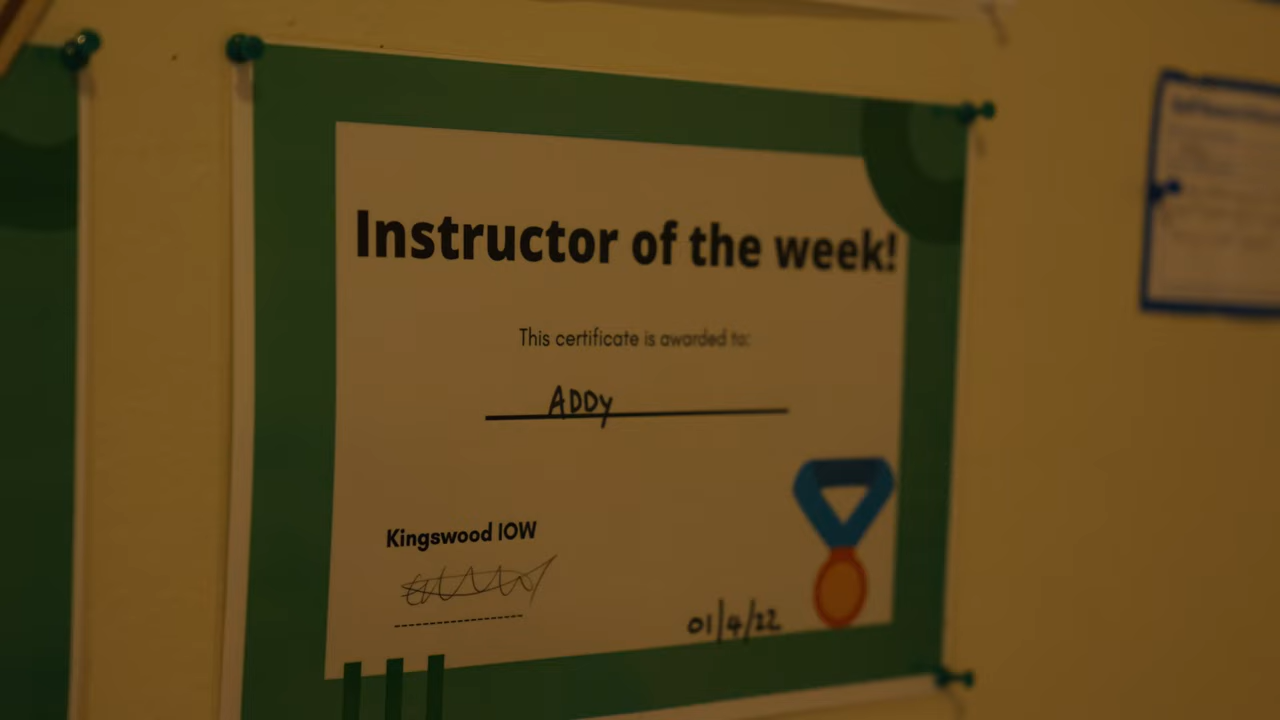 Instructor of the week!
This certificate is awarded to:
ADDy
Kingswood IOW
01/4/22